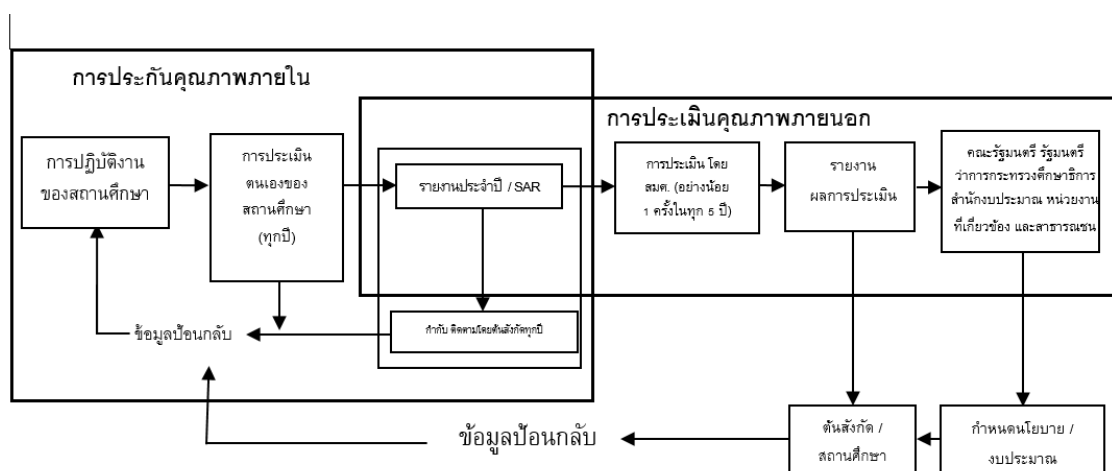 การประกันคุณภาพภายใน
การประเมินคุณภาพภายนอก
การปฏิบัติงาน
ของสถานศึกษา
การประเมิน
ตนเองของ
สถานศึกษา
(ทุกปี)
รายงานประจำปี / SAR
การประเมิน โดย
สมศ. (อย่างน้อย
1 ครั้งในทุก 5 ปี)
รายงาน
ผลการประเมิน
คณะรัฐมนตรี รัฐมนตรี
ว่าการกระทรวงศึกษาธิการ
สำนักงบประมาณ หน่วยงาน
ที่เกี่ยวข้อง และสาธารณชน
ข้อมูลป้อนกลับ
กำกับ ติดตามโดยต้นสังกัดทุกปี
ข้อมูลป้อนกลับ
ต้นสังกัด /
สถานศึกษา
กำหนดนโยบาย /
งบประมาณ